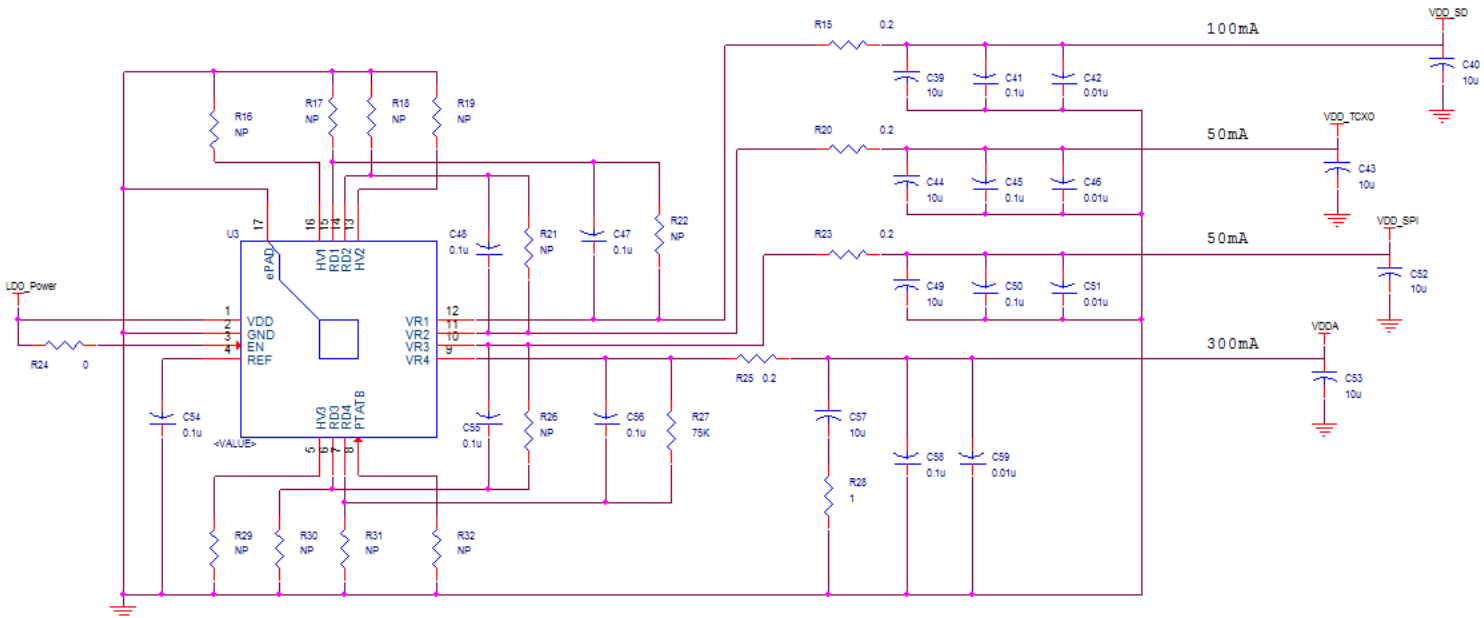 VDD_SD
R15 0.2
100mA
C39
10u
C41
0.1u
C42
0.01u
C40
10u
R16
NP
R17
NP
R18
NP
R19
NP
VDD_TCXO
R20 0.2
50mA
C44
10u
C45
0.1u
C46
0.01u
C43
10u
17
16
15
14
13
U3
ePAD
HV1
RD1
RD2
HV2
C48
0.1u
R21
NP
C47
0.1u
R22
NP
VDD_SPI
R23 0.2
50mA
C49
10u
C50
0.1u
C51
0.01u
C52
10u
LDO_Power
1 VDD
2 GND
3 EN
4 REF
VR1 12
VR2 11
VR3 10
VR4 9
R24 0
VDDA
300mA
R25 0.2
C53
10u
C54
0.1u
<VALUE>
HV3
RD3
RD4
PTATB
5
6
7
8
C55
0.1u
R26
NP
C56
0.1u
R27
75K
C57
10u
C58
0.1u
C59
0.01u
R28
1
R29
NP
R30
NP
R31
NP
R32
NP